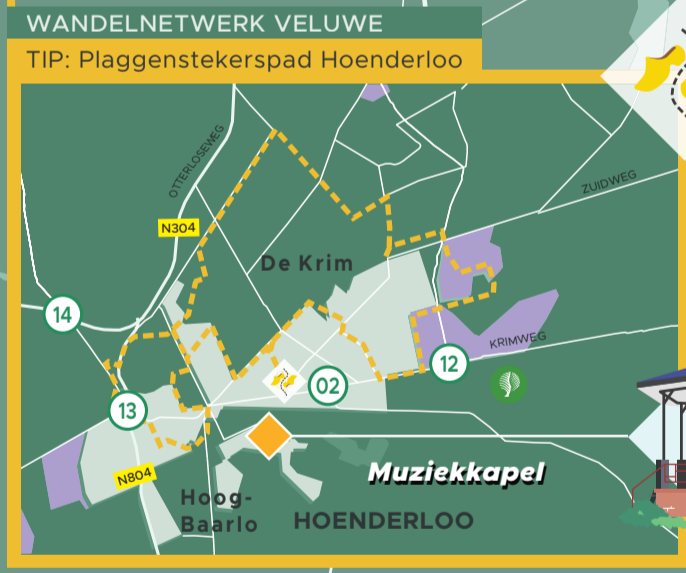 WANDELNETWERK VELUWE
TIP: Plaggenstekerspad Hoenderloo
OTTERLOSEWEG
ZUIDWEG
N304
De Krim
14
KRIMWEG
12
02
13
N804
Muziekkapel
Hoog-
Baarlo
HOENDERLOO